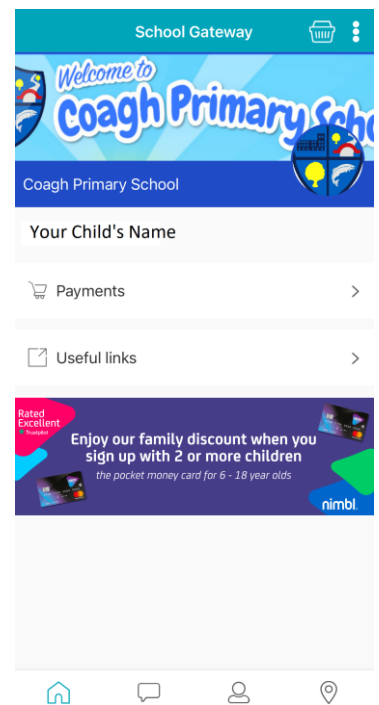 School Gateway
Welcome to
Coagh Primary Scho
Coagh Primary School
Your Child's Name
Payments
Useful links
Rated
Excellent
Trustpilot
Enjoy our family discount when you
sign up with 2 or more children
the pocket money card for 6 - 18 year olds
nimbl.